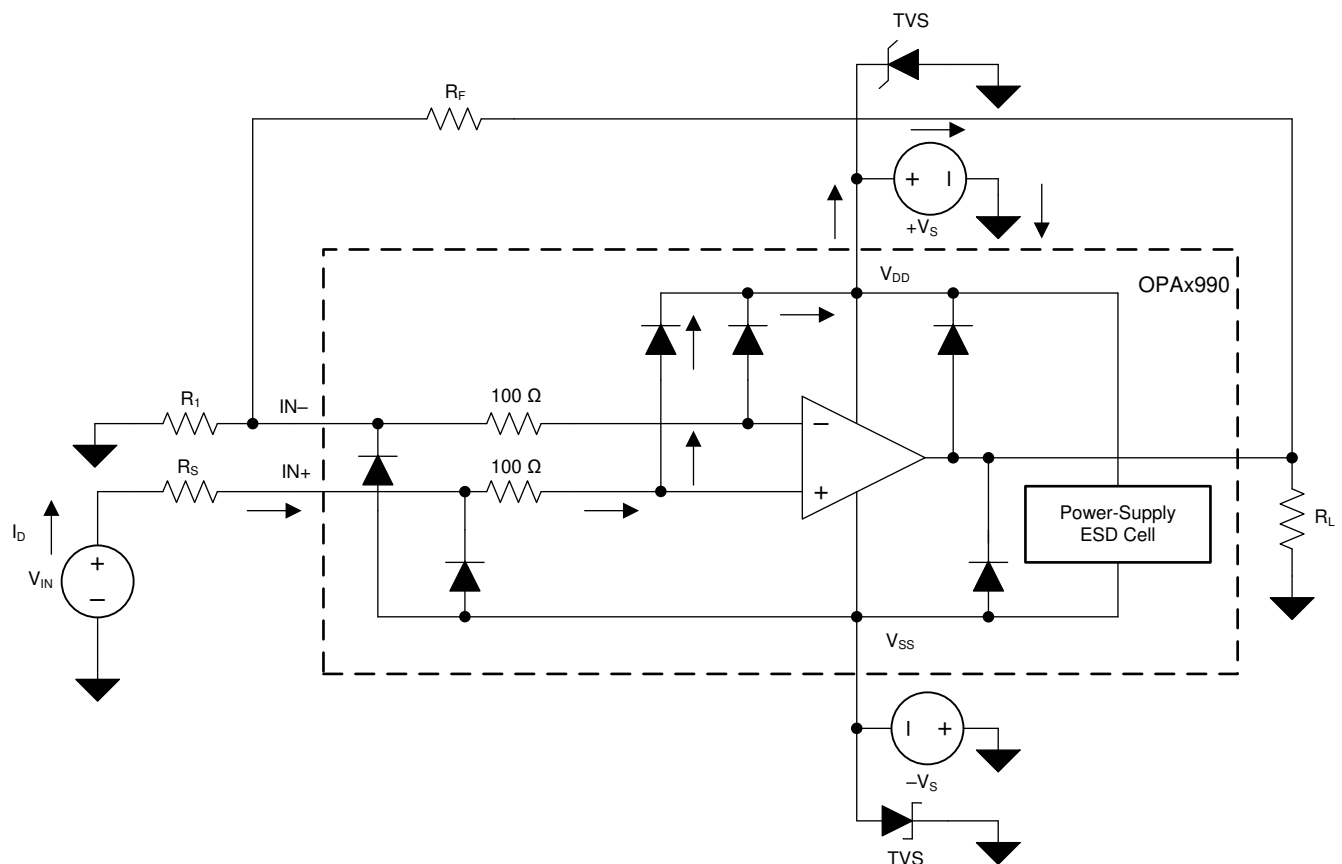 TVS
RF
+ −
+VS
VDD
OPAx990
R1
IN–
100 Ω
−
RS
IN+
100 Ω
+
ID
VIN
+
−
Power-Supply
ESD Cell
RL
VSS
− +
–VS
TVS